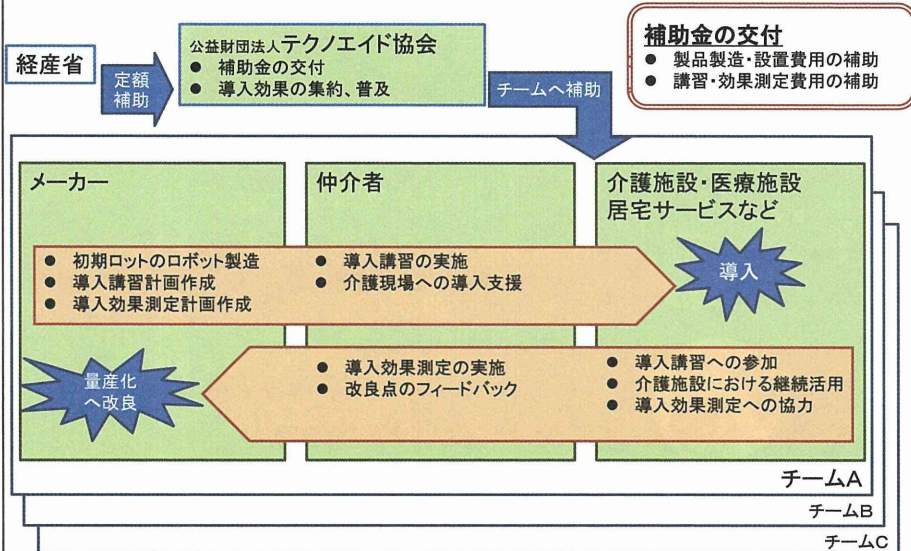 経産省
定額
補助
公益財団法人テクノエイド協会
● 補助金の交付
● 導入効果の集約、普及
チームへ補助
補助金の交付
● 製品製造・設置費用の補助
● 講習・効果測定費用の補助
メーカー
仲介者
介護施設・医療施設
居宅サービスなど
● 初期ロットのロボット製造
● 導入講習計画作成
● 導入効果測定計画作成
● 導入講習の実施
● 介護現場への導入支援
導入
量産化
へ改良
● 導入効果測定の実施
● 改良点のフィードバック
● 導入講習への参加
● 介護施設における継続活用
● 導入効果測定への協力
チームA
チームB
チームC